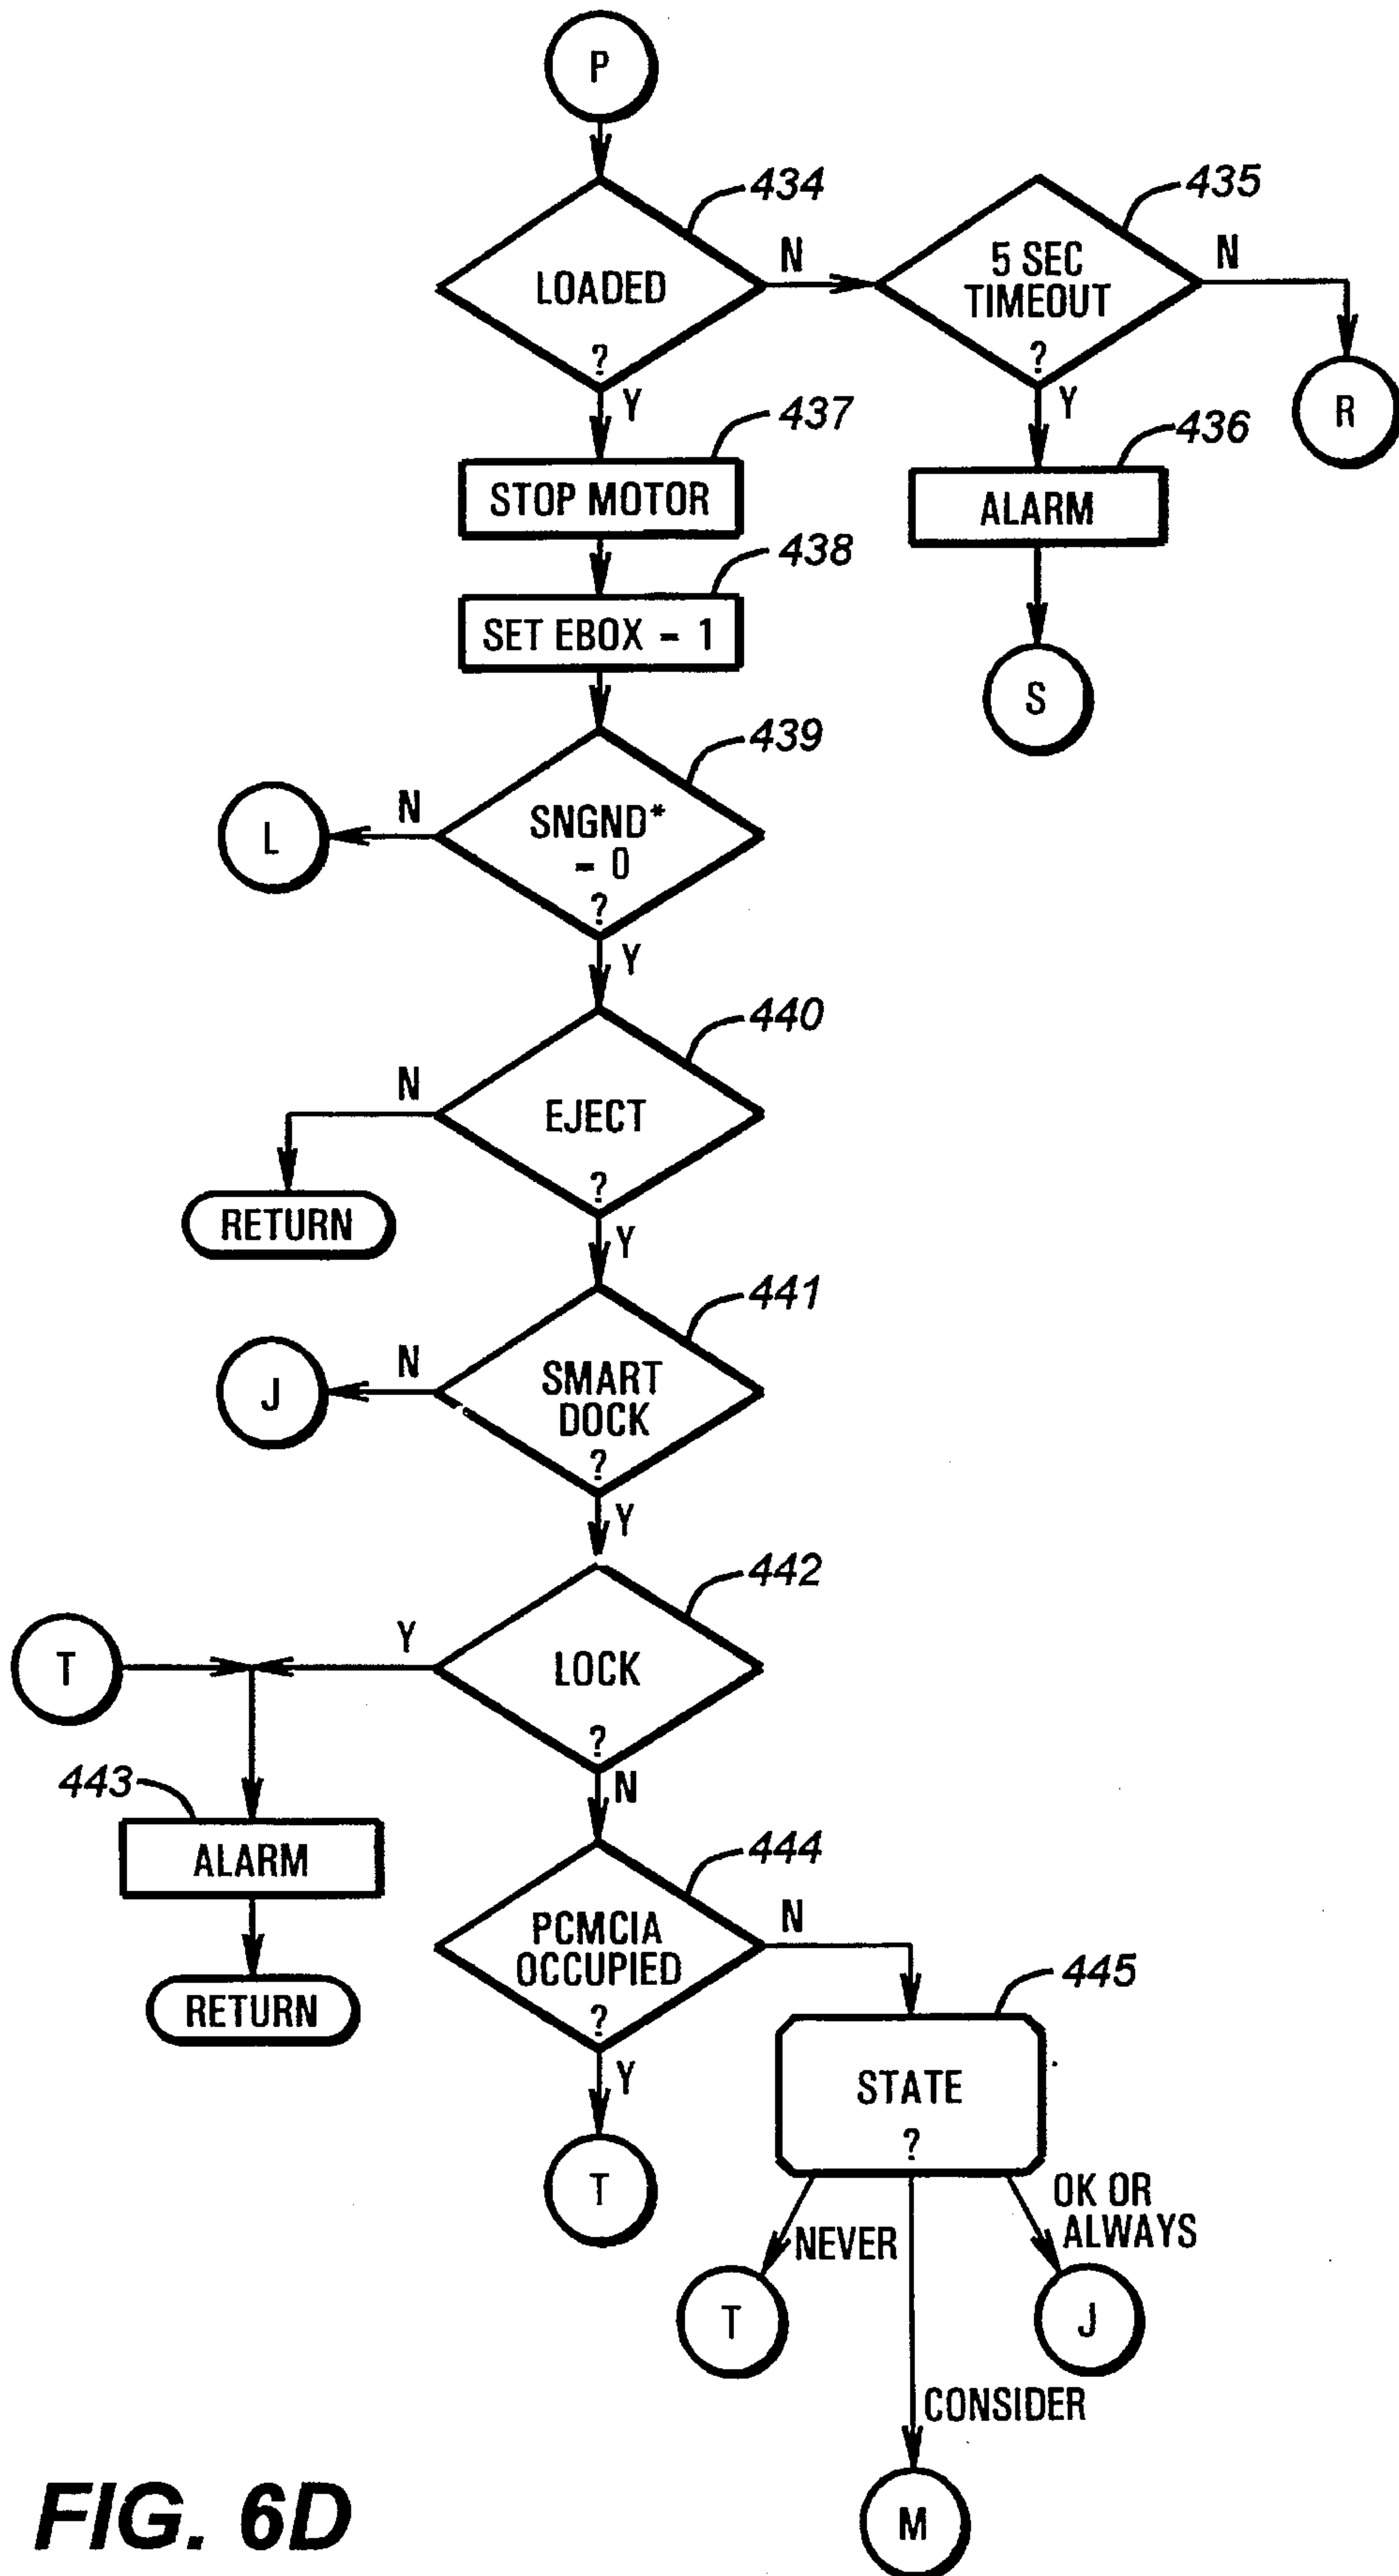 P
434
435
LOADED
?
N
5 SEC
TIMEOUT
?
N
R
Y
437
STOP MOTOR
Y
436
ALARM
438
SET EBOX - 1
S
439
SNGND*
- 0
?
N
L
Y
440
EJECT
?
N
RETURN
Y
441
SMART
DOCK
?
N
J
Y
442
LOCK
?
Y
T
N
443
ALARM
RETURN
444
PCMCIA
OCCUPIED
?
N
445
STATE
?
Y
T
NEVER
T
OK OR
ALWAYS
J
CONSIDER
M
FIG. 6D